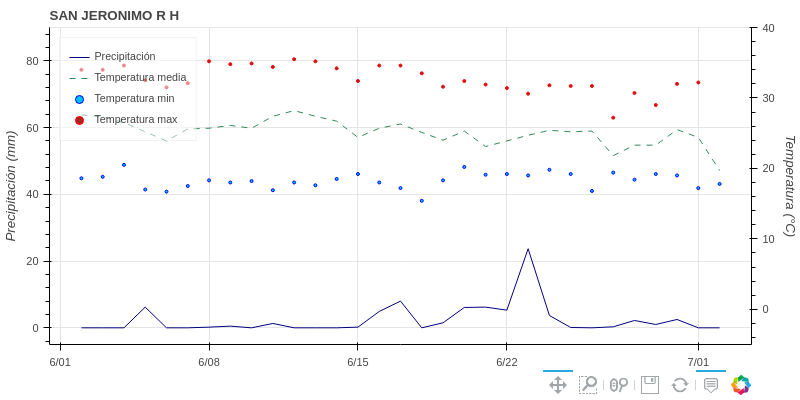 SAN JERONIMO R H
Precipitación
Temperatura media
Temperatura min
Temperatura max
Precipitación (mm)
80
60
40
20
0
Temperatura (°C)
40
30
20
10
0
6/01
6/08
6/15
6/22
7/01